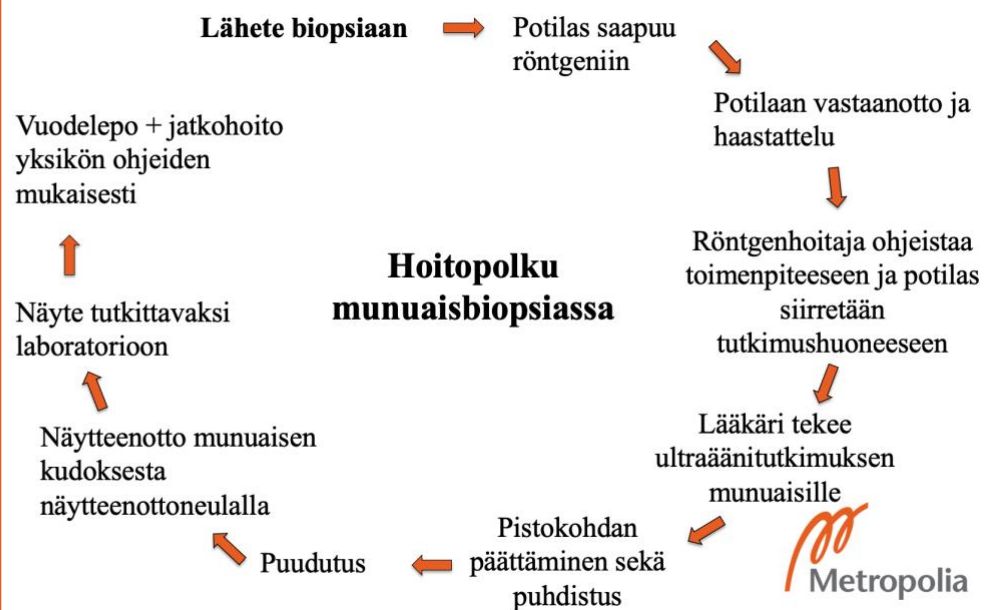 Lähete biopsiaan
Potilas saapuu
röntgeniin
Potilaan vastaanotto ja
haastattelu
Röntgenhoitaja ohjeistaa
toimenpiteeseen ja potilas
siirretään
tutkimushuoneeseen
Lääkäri tekee
ultraäänitutkimuksen
munuaisille
Pistokohdan
päättäminen sekä
puhdistus
Puudutus
Näytteenotto munuaisen
kudoksesta
näytteenottoneulalla
Näyte tutkittavaksi
laboratorioon
Vuodelepo + jatkohoito
yksikön ohjeiden
mukaisesti
Hoitopolku
munuaisbiopsiassa
Metropolia